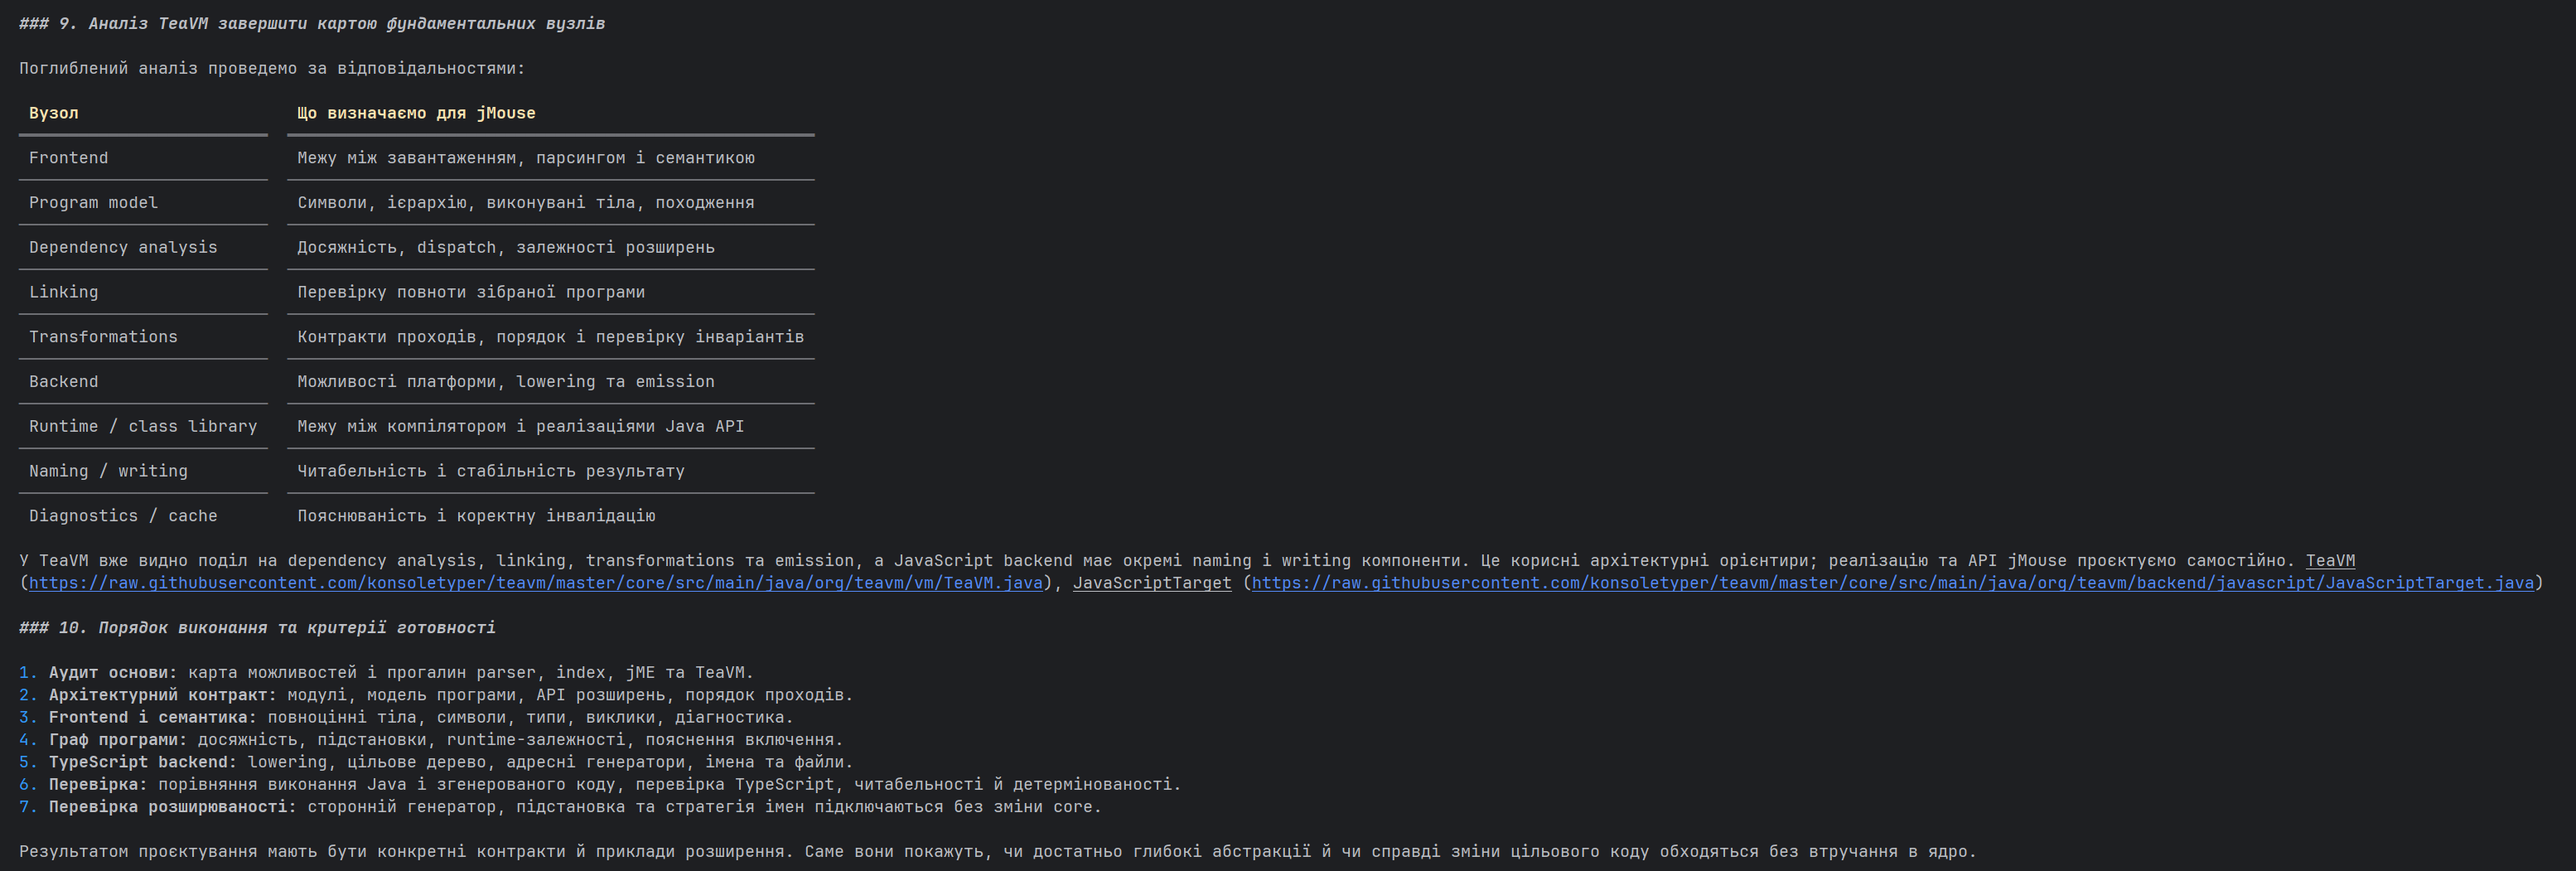 ### 9. Аналіз TeaVM завершити картою фундаментальних вузлів
Поглиблений аналіз проведемо за відповідальностями:
Вузол Що визначаємо для jMouse
Frontend Межу між завантаженням, парсингом і семантикою
Program model Символи, ієрархію, виконувані тіла, походження
Dependency analysis Досяжність, dispatch, залежності розширень
Linking Перевірку повноти зібраної програми
Transformations Контракти проходів, порядок і перевірку інваріантів
Backend Можливості платформи, lowering та emission
Runtime / class library Межу між компілятором і реалізаціями Java API
Naming / writing Читабельність і стабільність результату
Diagnostics / cache Пояснюваність і коректну інвалідацію
У TeaVM вже видно поділ на dependency analysis, linking, transformations та emission, а JavaScript backend має окремі naming і writing компоненти. Це корисні архітектурні орієнтири; реалізацію та API jMouse проєктуємо самостійно. TeaVM
(https://raw.githubusercontent.com/konsoletyper/teavm/master/core/src/main/java/org/teavm/vm/TeaVM.java), JavaScriptTarget (https://raw.githubusercontent.com/konsoletyper/teavm/master/core/src/main/java/org/teavm/backend/javascript/JavaScriptTarget.java)
### 10. Порядок виконання та критерії готовності
1. Аудит основи: карта можливостей і прогалин parser, index, jME та TeaVM.
2. Архітектурний контракт: модулі, модель програми, API розширень, порядок проходів.
3. Frontend і семантика: повноцінні тіла, символи, типи, виклики, діагностика.
4. Граф програми: досяжність, підстановки, runtime-залежності, пояснення включення.
5. TypeScript backend: lowering, цільове дерево, адресні генератори, імена та файли.
6. Перевірка: порівняння виконання Java і згенерованого коду, перевірка TypeScript, читабельності й детермінованості.
7. Перевірка розширюваності: сторонній генератор, підстановка та стратегія імен підключаються без зміни core.
Результатом проєктування мають бути конкретні контракти й приклади розширення. Саме вони покажуть, чи достатньо глибокі абстракції й чи справді зміни цільового коду обходяться без втручання в ядро.